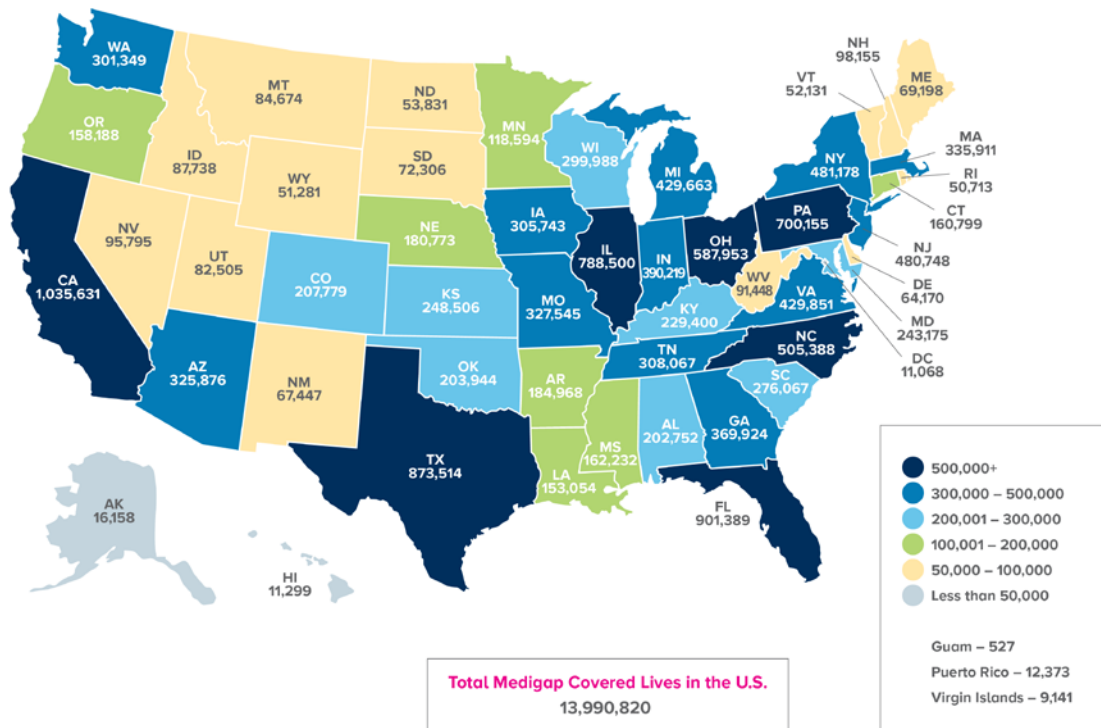 WA
301,349
OR
158,188
CA
1,035,631
NV
95,795
ID
87,738
MT
84,674
WY
51,281
UT
82,505
AZ
325,876
CO
207,779
NM
67,447
ND
53,831
SD
72,306
NE
180,773
KS
248,506
OK
203,944
TX
873,514
MN
118,594
IA
305,743
MO
327,545
AR
184,968
LA
153,054
WI
299,988
IL
788,500
MI
429,663
IN
390,219
OH
587,953
KY
229,400
TN
308,067
MS
162,232
AL
202,752
GA
369,924
FL
901,389
SC
276,067
NC
505,388
VA
429,851
WV
91,448
PA
700,155
NY
481,178
VT
52,131
NH
98,155
ME
69,198
MA
335,911
RI
50,713
CT
160,799
NJ
480,748
DE
64,170
MD
243,175
DC
11,068
AK
16,158
HI
11,299
500,000+
300,000 – 500,000
200,001 – 300,000
100,001 – 200,000
50,000 – 100,000
Less than 50,000
Guam – 527
Puerto Rico – 12,373
Virgin Islands – 9,141
Total Medigap Covered Lives in the U.S.
13,990,820